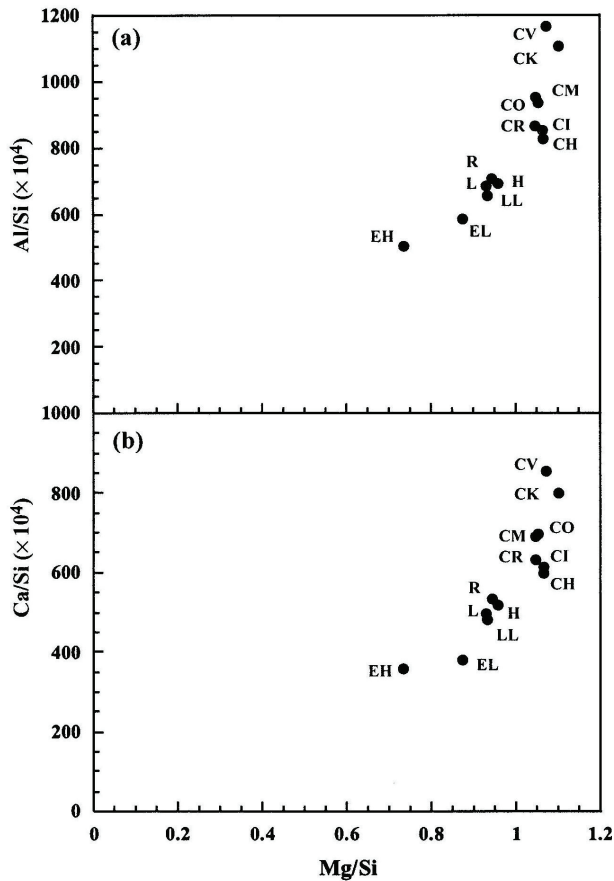 1200
(a)
CV
CK
1000
CM
CO
CR
CI
CH
800
R
L
H
LL
600
EL
EH
400
200
Al/Si (×10⁴)
1000
(b)
CV
CK
800
CM
CO
CR
CI
CH
600
R
L
H
LL
400
EH
EL
200
0
Ca/Si (×10⁴)
0 0.2 0.4 0.6 0.8 1 1.2
Mg/Si